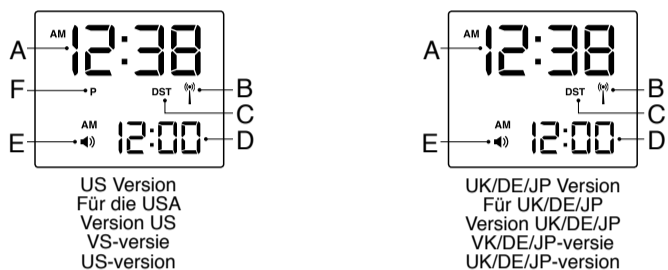 AM
A 12:38
F P DST B
C
AM
E 12:00 D
US Version
Für die USA
Version US
VS-versie
US-version
AM
A 12:38
DST B
C
AM
E 12:00 D
UK/DE/JP Version
Für UK/DE/JP
Version UK/DE/JP
VK/DE/JP-versie
UK/DE/JP-version